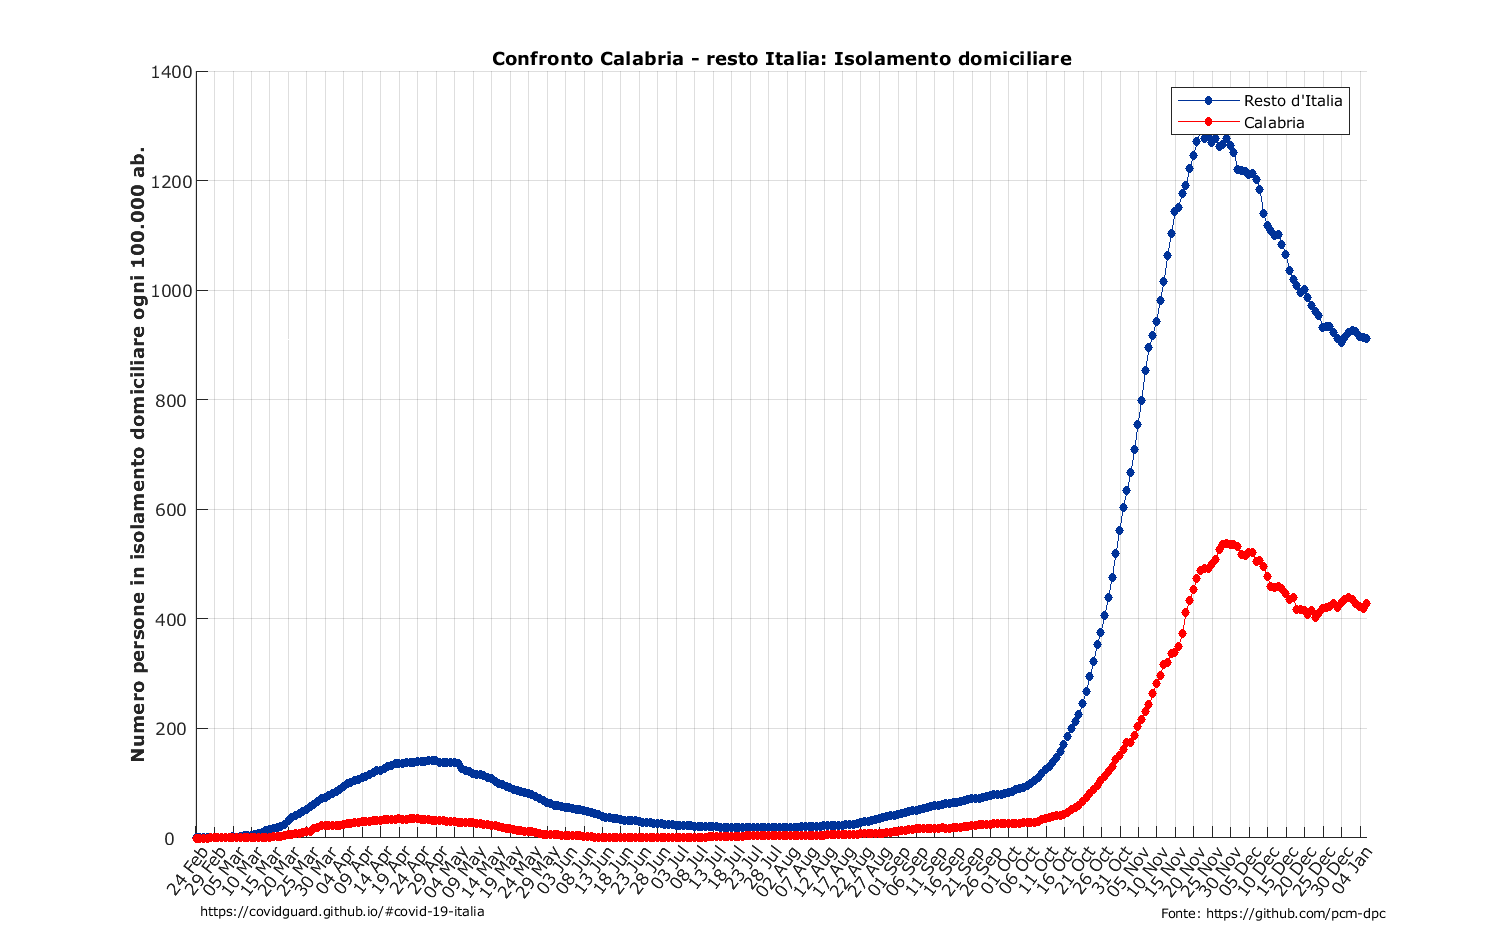 Confronto Calabria - resto Italia: Isolamento domiciliare
Numero persone in isolamento domiciliare ogni 100.000 ab.
1400
1200
1000
800
600
400
200
0
Resto d'Italia
Calabria
24 Feb
29 Feb
05 Mar
10 Mar
15 Mar
20 Mar
25 Mar
30 Mar
04 Apr
09 Apr
14 Apr
19 Apr
24 Apr
29 Apr
04 May
09 May
14 May
19 May
24 May
29 May
03 Jun
08 Jun
13 Jun
18 Jun
23 Jun
28 Jun
03 Jul
08 Jul
13 Jul
18 Jul
23 Jul
28 Jul
02 Aug
07 Aug
12 Aug
17 Aug
22 Aug
27 Aug
01 Sep
06 Sep
11 Sep
16 Sep
21 Sep
26 Sep
01 Oct
06 Oct
11 Oct
16 Oct
21 Oct
26 Oct
31 Oct
05 Nov
10 Nov
15 Nov
20 Nov
25 Nov
30 Nov
05 Dec
10 Dec
15 Dec
20 Dec
25 Dec
30 Dec
04 Jan
https://covidguard.github.io/#covid-19-italia
Fonte: https://github.com/pcm-dpc